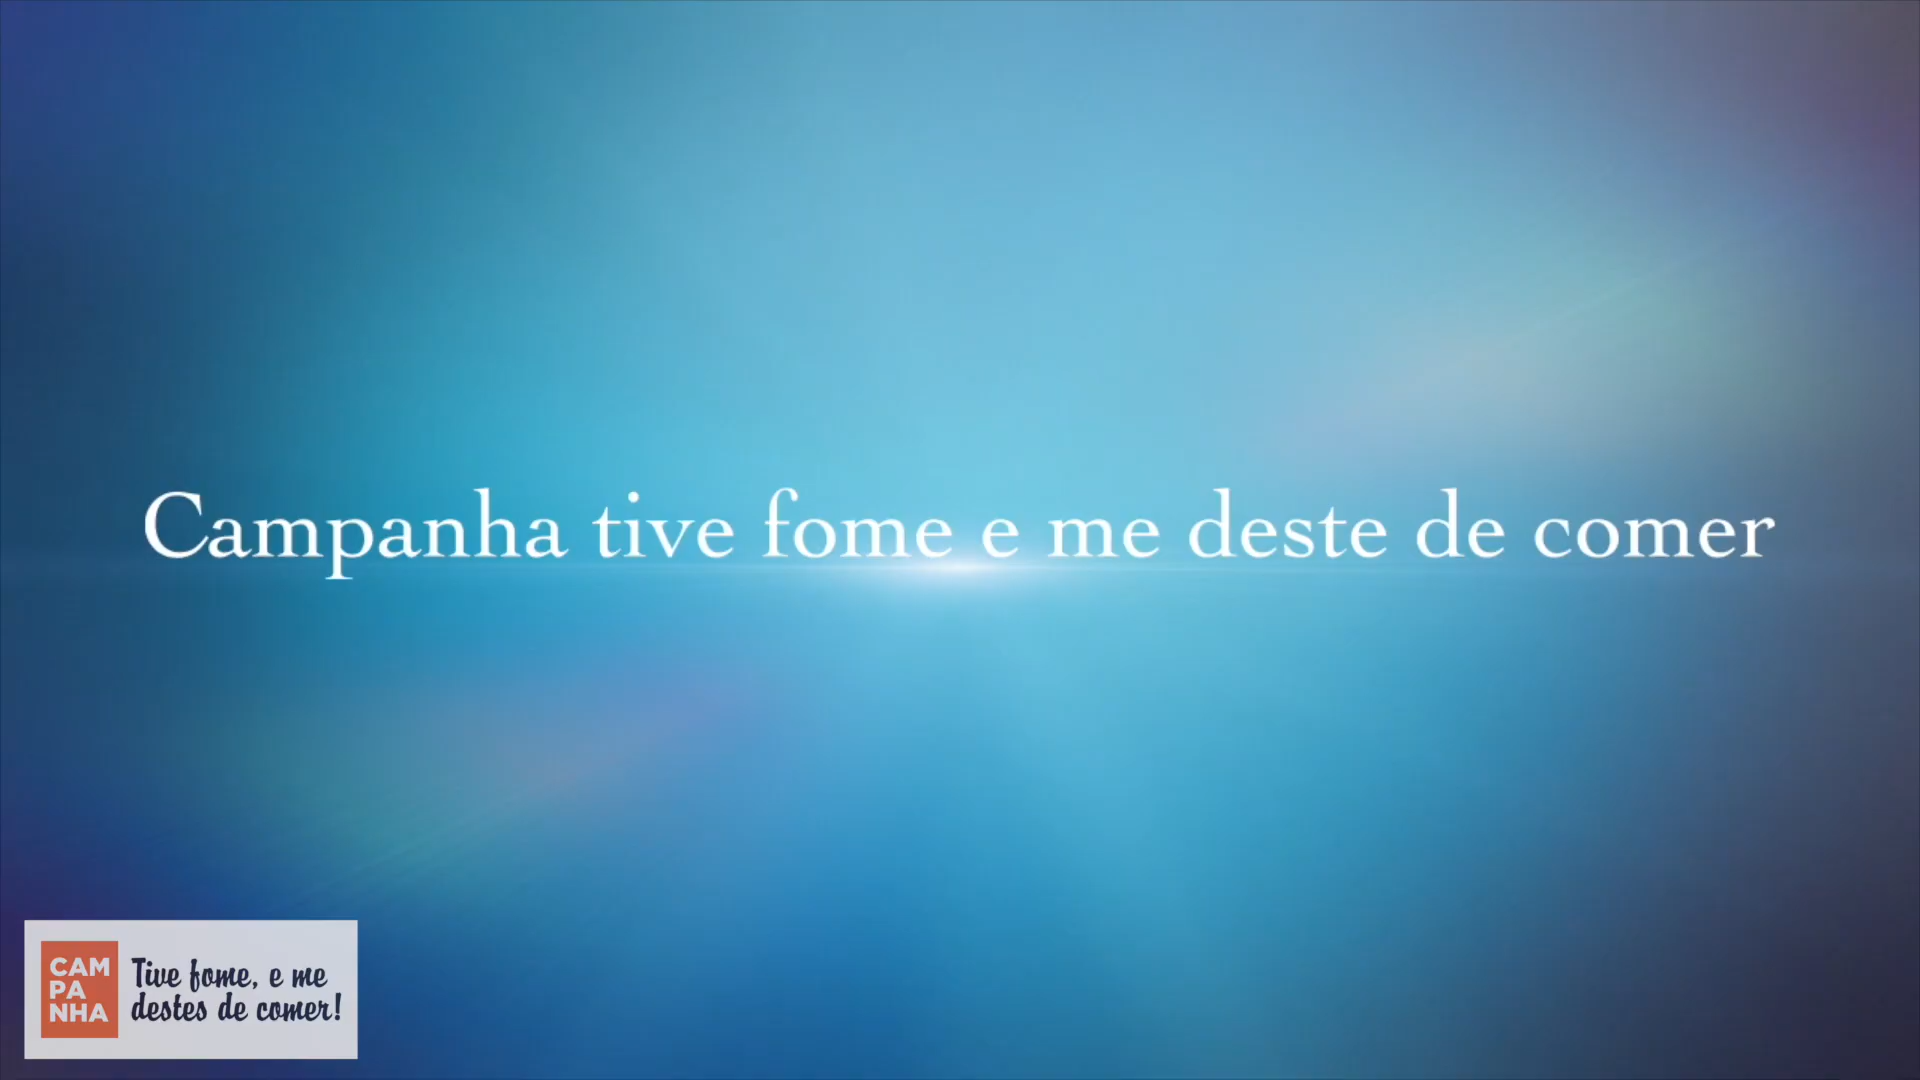 Campanha tive fome e me deste de comer
CAM
PA
NHA
Tive fome, e me
destes de comer!